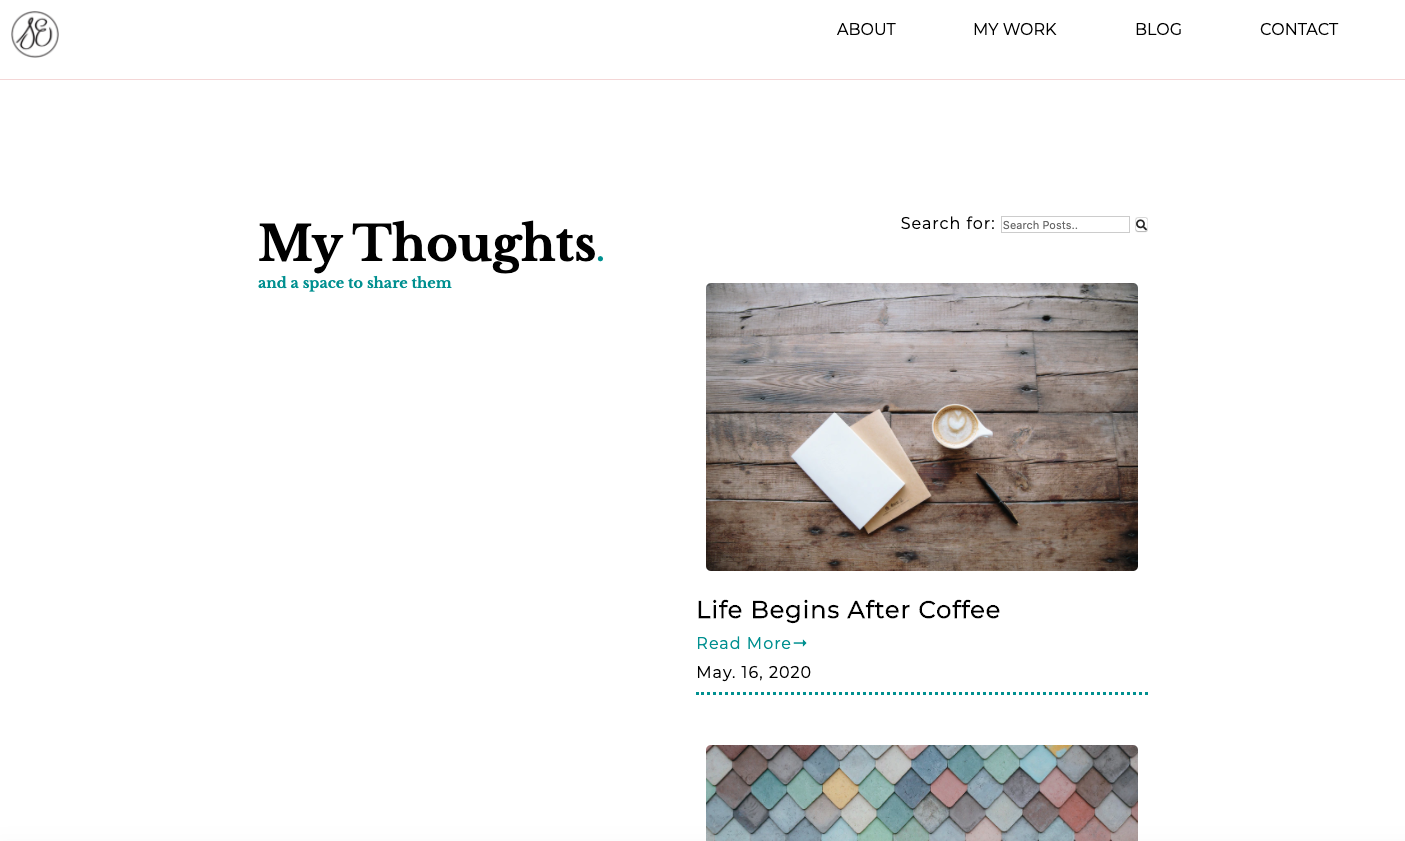 SE
ABOUT MY WORK BLOG CONTACT
My Thoughts.
and a space to share them
Search for: Search Posts..
Life Begins After Coffee
Read More→
May. 16, 2020